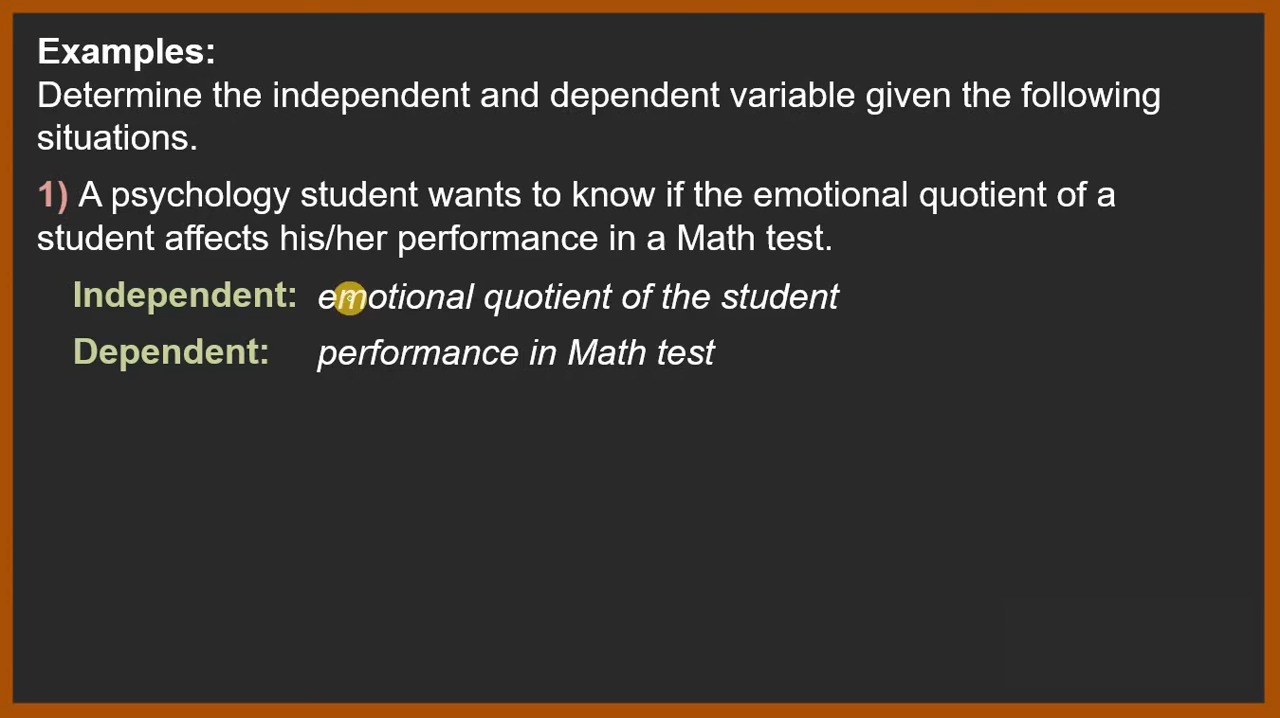 Examples:
Determine the independent and dependent variable given the following
situations.
1) A psychology student wants to know if the emotional quotient of a
student affects his/her performance in a Math test.
Independent: emotional quotient of the student
Dependent: performance in Math test